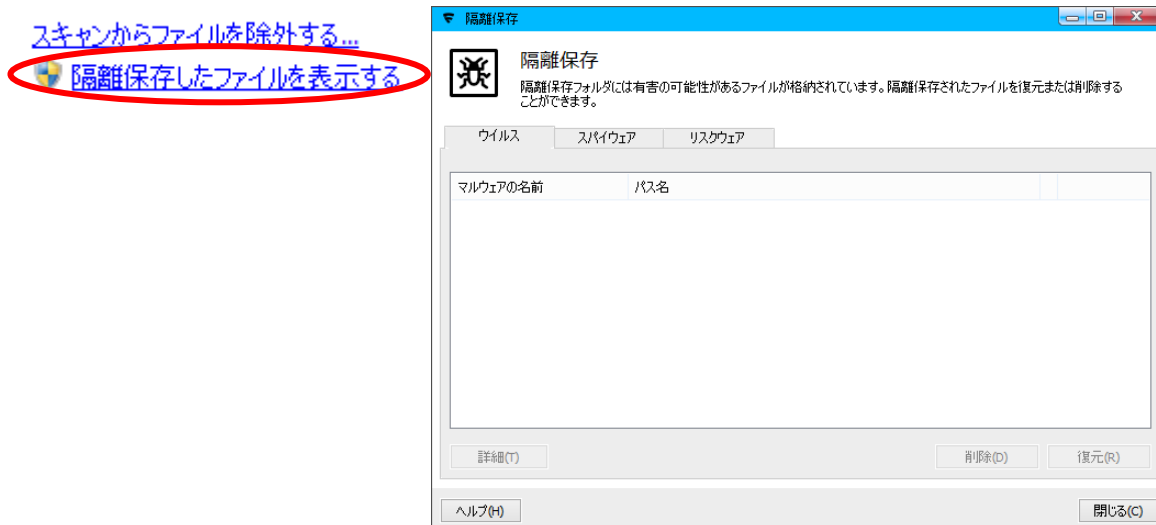 スキャンからファイルを除外する...
隔離保存したファイルを表示する
隔離保存
隔離保存
隔離保存フォルダには有害の可能性があるファイルが格納されています。隔離保存されたファイルを復元または削除する
ことができます。
ウイルス スパイウェア リスクウェア
マルウェアの名前 パス名
詳細(T) 削除(D) 復元(R)
ヘルプ(H) 閉じる(C)